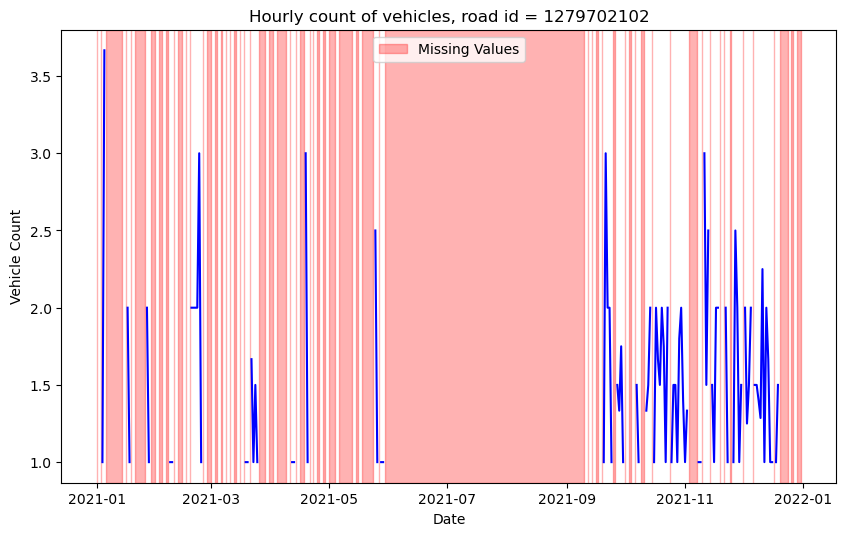 Hourly count of vehicles, road id = 1279702102
Missing Values
3.5
3.0
2.5
2.0
1.5
1.0
Vehicle Count
2021-01 2021-03 2021-05 2021-07 2021-09 2021-11 2022-01
Date